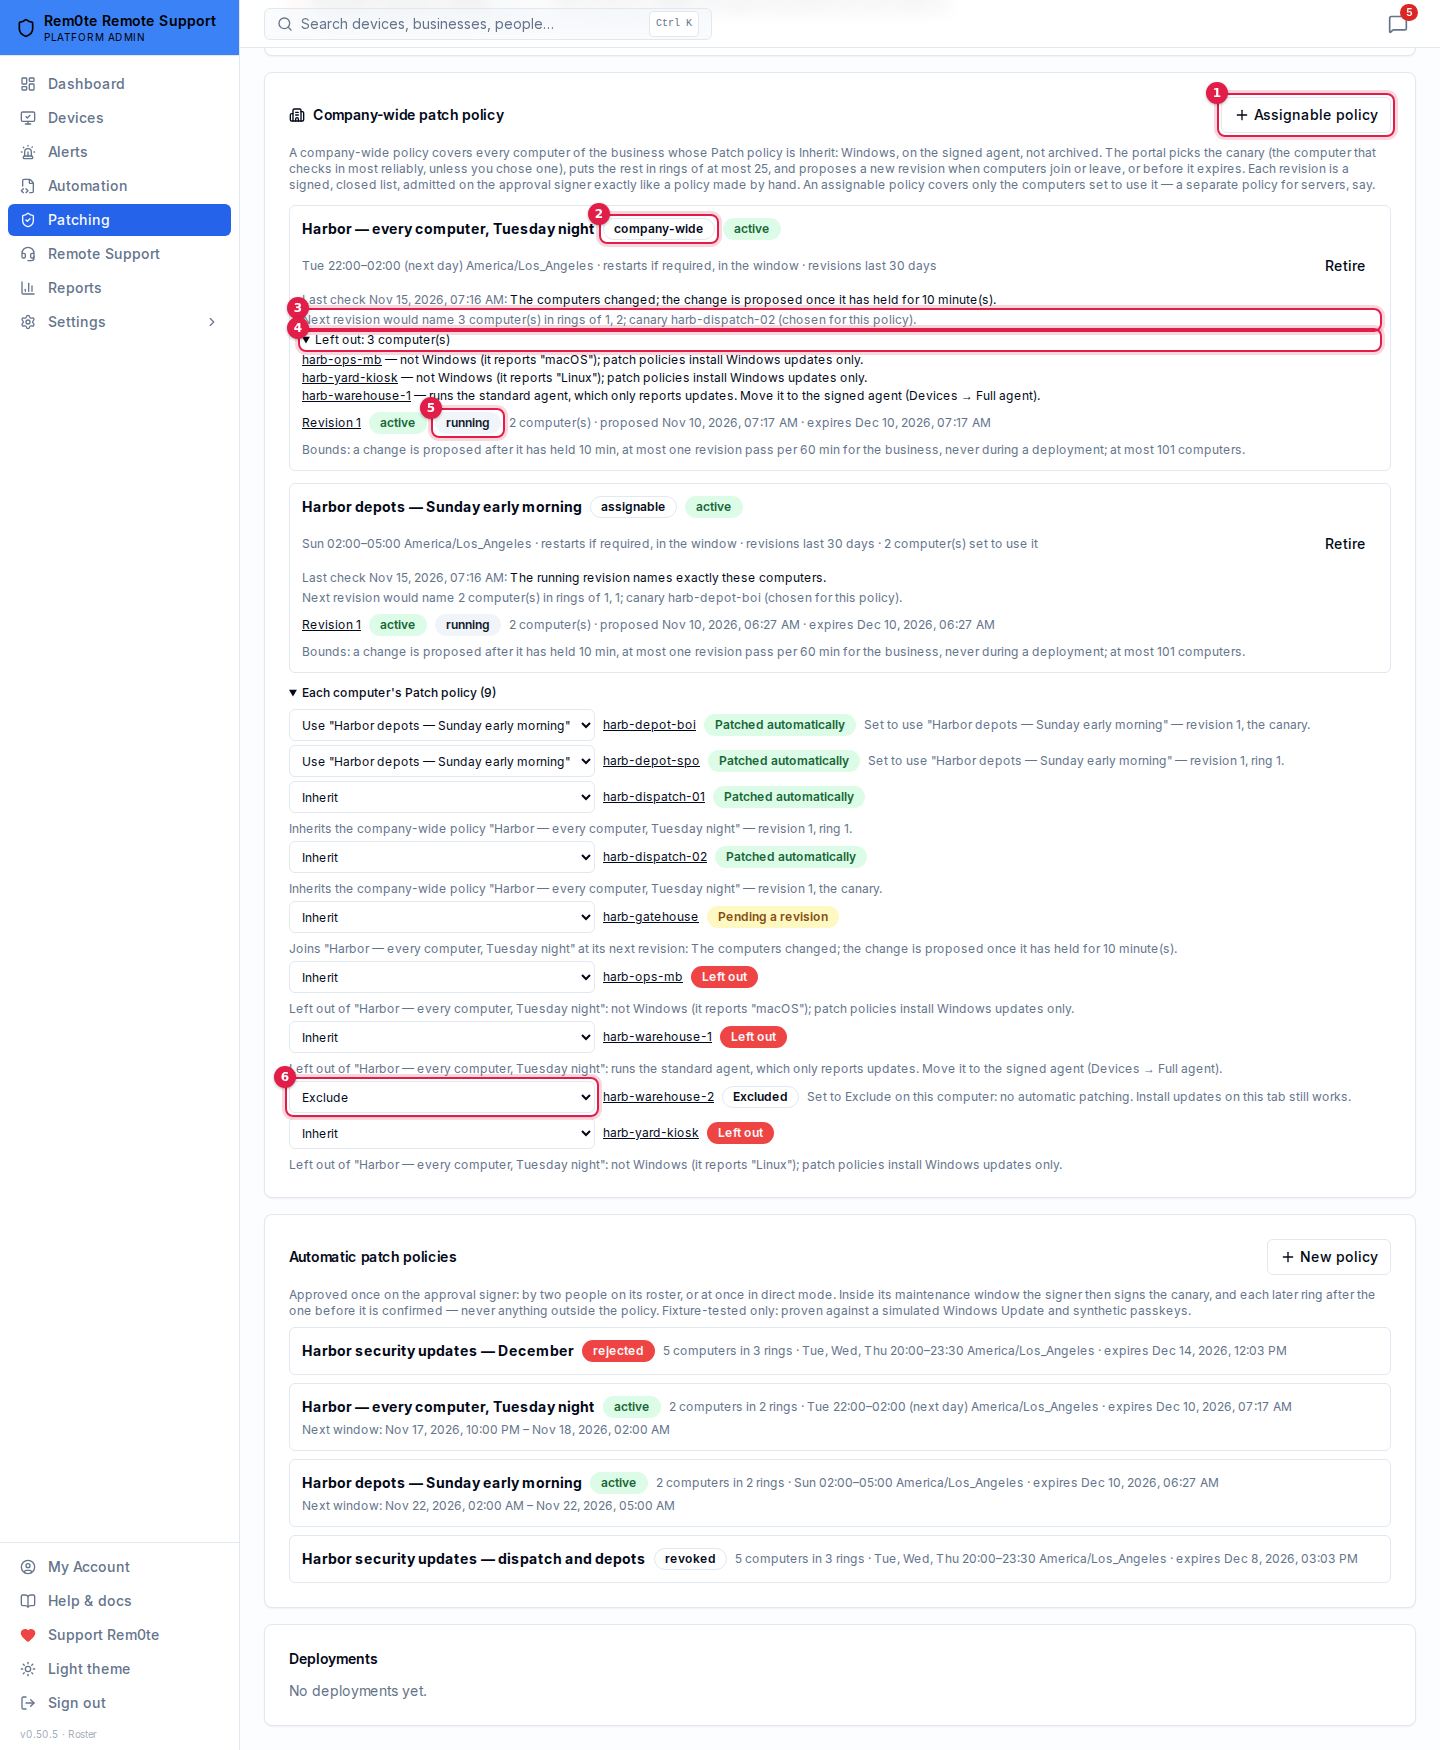 Rem0te Remote Support
PLATFORM ADMIN
Search devices, businesses, people…
Ctrl K
5
Dashboard
Devices
Alerts
Automation
Patching
Remote Support
Reports
Settings
My Account
Help & docs
Support Rem0te
Light theme
Sign out
v0.50.5 · Roster
Company-wide patch policy
1
Assignable policy
A company-wide policy covers every computer of the business whose Patch policy is Inherit: Windows, on the signed agent, not archived. The portal picks the canary (the computer that
checks in most reliably, unless you chose one), puts the rest in rings of at most 25, and proposes a new revision when computers join or leave, or before it expires. Each revision is a
signed, closed list, admitted on the approval signer exactly like a policy made by hand. An assignable policy covers only the computers set to use it — a separate policy for servers, say.
Harbor — every computer, Tuesday night
2
company-wide
active
Tue 22:00–02:00 (next day) America/Los_Angeles · restarts if required, in the window · revisions last 30 days
Retire
Last check Nov 15, 2026, 07:16 AM: The computers changed; the change is proposed once it has held for 10 minute(s).
3
Next revision would name 3 computer(s) in rings of 1, 2; canary harb-dispatch-02 (chosen for this policy).
4
▼ Left out: 3 computer(s)
harb-ops-mb — not Windows (it reports "macOS"); patch policies install Windows updates only.
harb-yard-kiosk — not Windows (it reports "Linux"); patch policies install Windows updates only.
harb-warehouse-1 — runs the standard agent, which only reports updates. Move it to the signed agent (Devices → Full agent).
Revision 1 active
5
running
2 computer(s) · proposed Nov 10, 2026, 07:17 AM · expires Dec 10, 2026, 07:17 AM
Bounds: a change is proposed after it has held 10 min, at most one revision pass per 60 min for the business, never during a deployment; at most 101 computers.
Harbor depots — Sunday early morning assignable active
Sun 02:00–05:00 America/Los_Angeles · restarts if required, in the window · revisions last 30 days · 2 computer(s) set to use it
Retire
Last check Nov 15, 2026, 07:16 AM: The running revision names exactly these computers.
Next revision would name 2 computer(s) in rings of 1, 1; canary harb-depot-boi (chosen for this policy).
Revision 1 active running 2 computer(s) · proposed Nov 10, 2026, 06:27 AM · expires Dec 10, 2026, 06:27 AM
Bounds: a change is proposed after it has held 10 min, at most one revision pass per 60 min for the business, never during a deployment; at most 101 computers.
▼ Each computer's Patch policy (9)
Use "Harbor depots — Sunday early morning" harb-depot-boi Patched automatically Set to use "Harbor depots — Sunday early morning" — revision 1, the canary.
Use "Harbor depots — Sunday early morning" harb-depot-spo Patched automatically Set to use "Harbor depots — Sunday early morning" — revision 1, ring 1.
Inherit harb-dispatch-01 Patched automatically
Inherits the company-wide policy "Harbor — every computer, Tuesday night" — revision 1, ring 1.
Inherit harb-dispatch-02 Patched automatically
Inherits the company-wide policy "Harbor — every computer, Tuesday night" — revision 1, the canary.
Inherit harb-gatehouse Pending a revision
Joins "Harbor — every computer, Tuesday night" at its next revision: The computers changed; the change is proposed once it has held for 10 minute(s).
Inherit harb-ops-mb Left out
Left out of "Harbor — every computer, Tuesday night": not Windows (it reports "macOS"); patch policies install Windows updates only.
Inherit harb-warehouse-1 Left out
Left out of "Harbor — every computer, Tuesday night": runs the standard agent, which only reports updates. Move it to the signed agent (Devices → Full agent).
6
Exclude harb-warehouse-2 Excluded Set to Exclude on this computer: no automatic patching. Install updates on this tab still works.
Inherit harb-yard-kiosk Left out
Left out of "Harbor — every computer, Tuesday night": not Windows (it reports "Linux"); patch policies install Windows updates only.
Automatic patch policies
New policy
Approved once on the approval signer: by two people on its roster, or at once in direct mode. Inside its maintenance window the signer then signs the canary, and each later ring after the
one before it is confirmed — never anything outside the policy. Fixture-tested only: proven against a simulated Windows Update and synthetic passkeys.
Harbor security updates — December rejected 5 computers in 3 rings · Tue, Wed, Thu 20:00–23:30 America/Los_Angeles · expires Dec 14, 2026, 12:03 PM
Harbor — every computer, Tuesday night active 2 computers in 2 rings · Tue 22:00–02:00 (next day) America/Los_Angeles · expires Dec 10, 2026, 07:17 AM
Next window: Nov 17, 2026, 10:00 PM – Nov 18, 2026, 02:00 AM
Harbor depots — Sunday early morning active 2 computers in 2 rings · Sun 02:00–05:00 America/Los_Angeles · expires Dec 10, 2026, 06:27 AM
Next window: Nov 22, 2026, 02:00 AM – Nov 22, 2026, 05:00 AM
Harbor security updates — dispatch and depots revoked 5 computers in 3 rings · Tue, Wed, Thu 20:00–23:30 America/Los_Angeles · expires Dec 8, 2026, 03:03 PM
Deployments
No deployments yet.